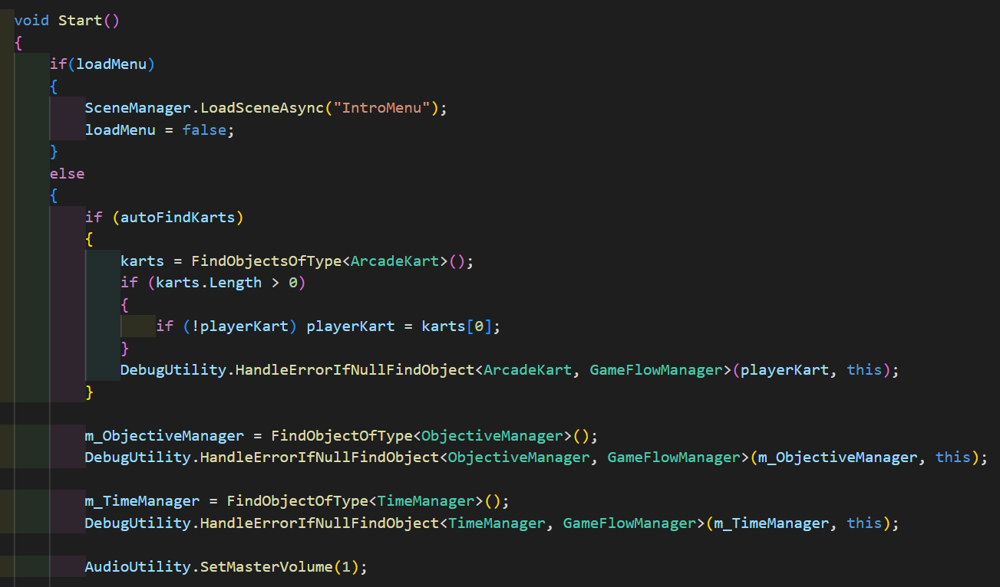 void Start()
{
if(loadMenu)
{
SceneManager.LoadSceneAsync("IntroMenu");
loadMenu = false;
}
else
{
if (autoFindKarts)
{
karts = FindObjectsOfType<ArcadeKart>();
if (karts.Length > 0)
{
if (!playerKart) playerKart = karts[0];
}
DebugUtility.HandleErrorIfNullFindObject<ArcadeKart, GameFlowManager>(playerKart, this);
}
m_ObjectiveManager = FindObjectOfType<ObjectiveManager>();
DebugUtility.HandleErrorIfNullFindObject<ObjectiveManager, GameFlowManager>(m_ObjectiveManager, this);
m_TimeManager = FindObjectOfType<TimeManager>();
DebugUtility.HandleErrorIfNullFindObject<TimeManager, GameFlowManager>(m_TimeManager, this);
AudioUtility.SetMasterVolume(1);